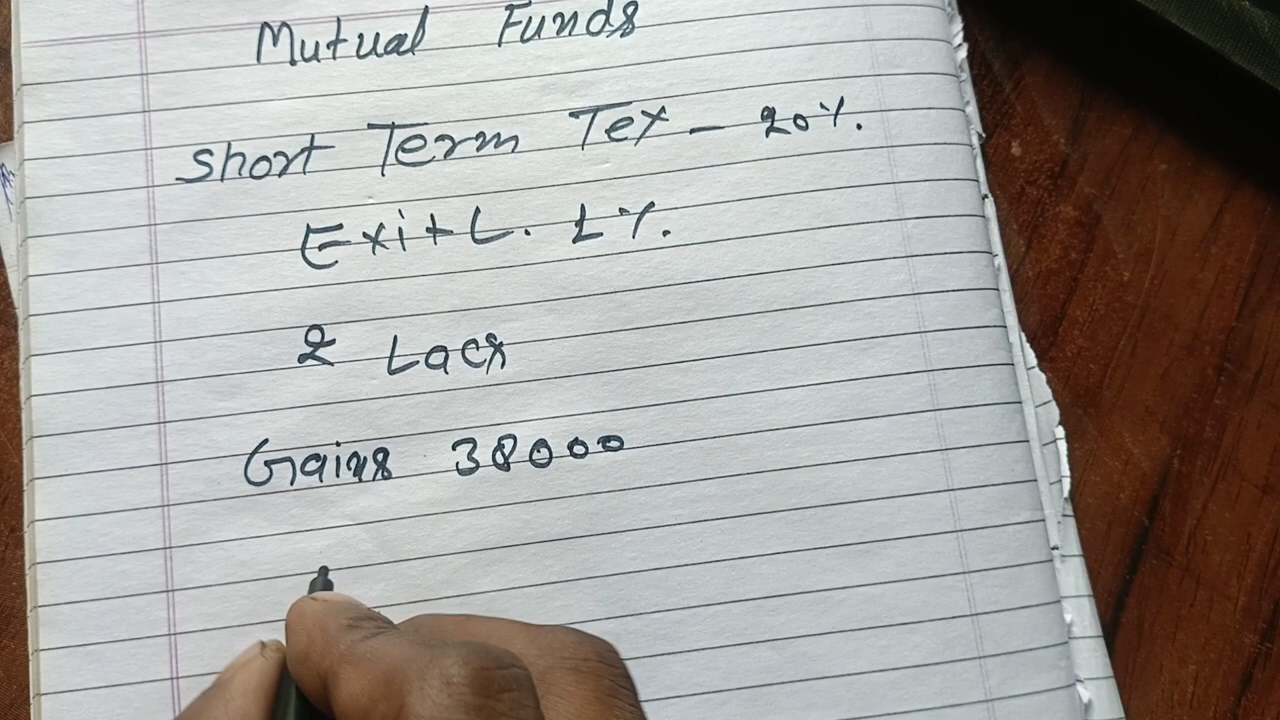 Mutual Funds
Short Term Tex - 20%.
Exit L. 1%.
2 Lacs
Gains 38000